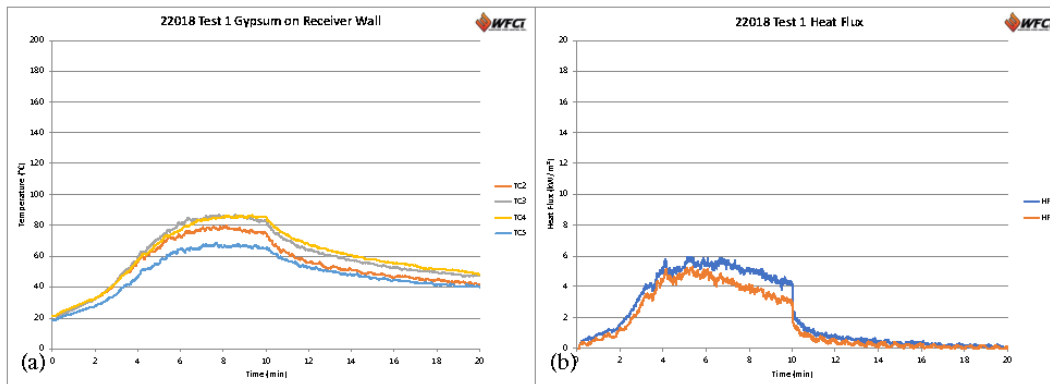 22018 Test 1 Gypsum on Receiver Wall
WFCi
200
180
160
140
120
100
80
60
40
20
0
Temperature (°C)
0 2 4 6 8 10 12 14 16 18 20
Time (min)
TC2
TC3
TC4
TC5
(a)
22018 Test 1 Heat Flux
WFCi
20
18
16
14
12
10
8
6
4
2
0
Heat Flux (kW/m²)
0 2 4 6 8 10 12 14 16 18 20
Time (min)
(b)